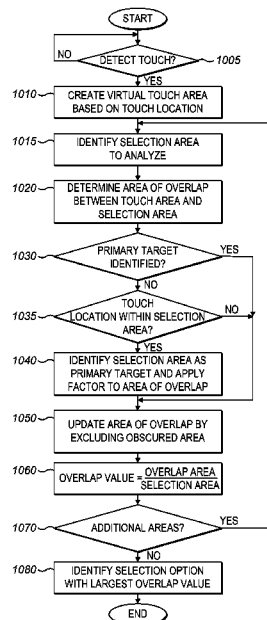 START
NO
DETECT TOUCH?
1005
YES
1010
CREATE VIRTUAL TOUCH AREA
BASED ON TOUCH LOCATION
1015
IDENTIFY SELECTION AREA
TO ANALYZE
1020
DETERMINE AREA OF OVERLAP
BETWEEN TOUCH AREA AND
SELECTION AREA
1030
PRIMARY TARGET
IDENTIFIED?
YES
NO
1035
TOUCH
LOCATION WITHIN SELECTION
AREA?
NO
YES
1040
IDENTIFY SELECTION AREA AS
PRIMARY TARGET AND APPLY
FACTOR TO AREA OF OVERLAP
1050
UPDATE AREA OF OVERLAP BY
EXCLUDING OBSCURED AREA
1060
OVERLAP VALUE = OVERLAP AREA
SELECTION AREA
1070
ADDITIONAL AREAS?
YES
NO
1080
IDENTIFY SELECTION OPTION
WITH LARGEST OVERLAP VALUE
END